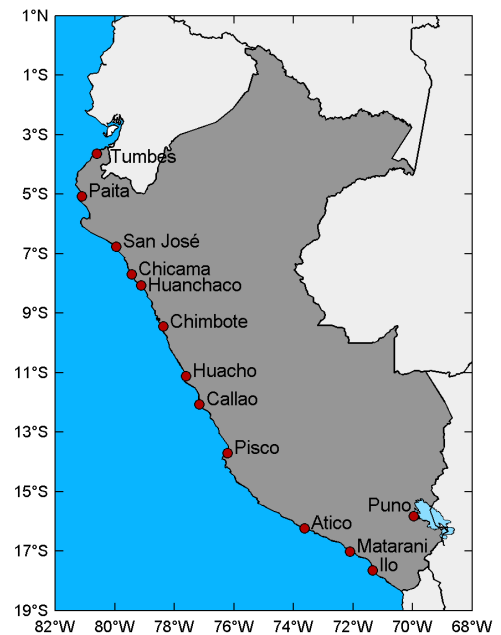 1°N
1°S
3°S
Tumbes
Paita
5°S
San José
7°S
Chicama
Huanchaco
9°S
Chimbote
11°S
Huacho
Callao
13°S
Pisco
15°S
Puno
Atico
17°S
Matarani
Ilo
19°S
82°W 80°W 78°W 76°W 74°W 72°W 70°W 68°W